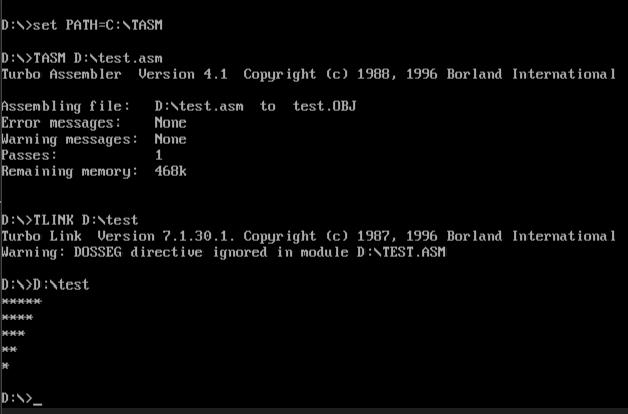 D:\>set PATH=C:\TASM
D:\>TASM D:\test.asm
Turbo Assembler  Version 4.1  Copyright (c) 1988, 1996 Borland International
Assembling file:   D:\test.asm  to  test.OBJ
Error messages:    None
Warning messages:  None
Passes:            1
Remaining memory:  468k
D:\>TLINK D:\test
Turbo Link  Version 7.1.30.1. Copyright (c) 1987, 1996 Borland International
Warning: DOSSEG directive ignored in module D:\TEST.ASM
D:\>D:\test
*****
****
***
**
*
D:\>_